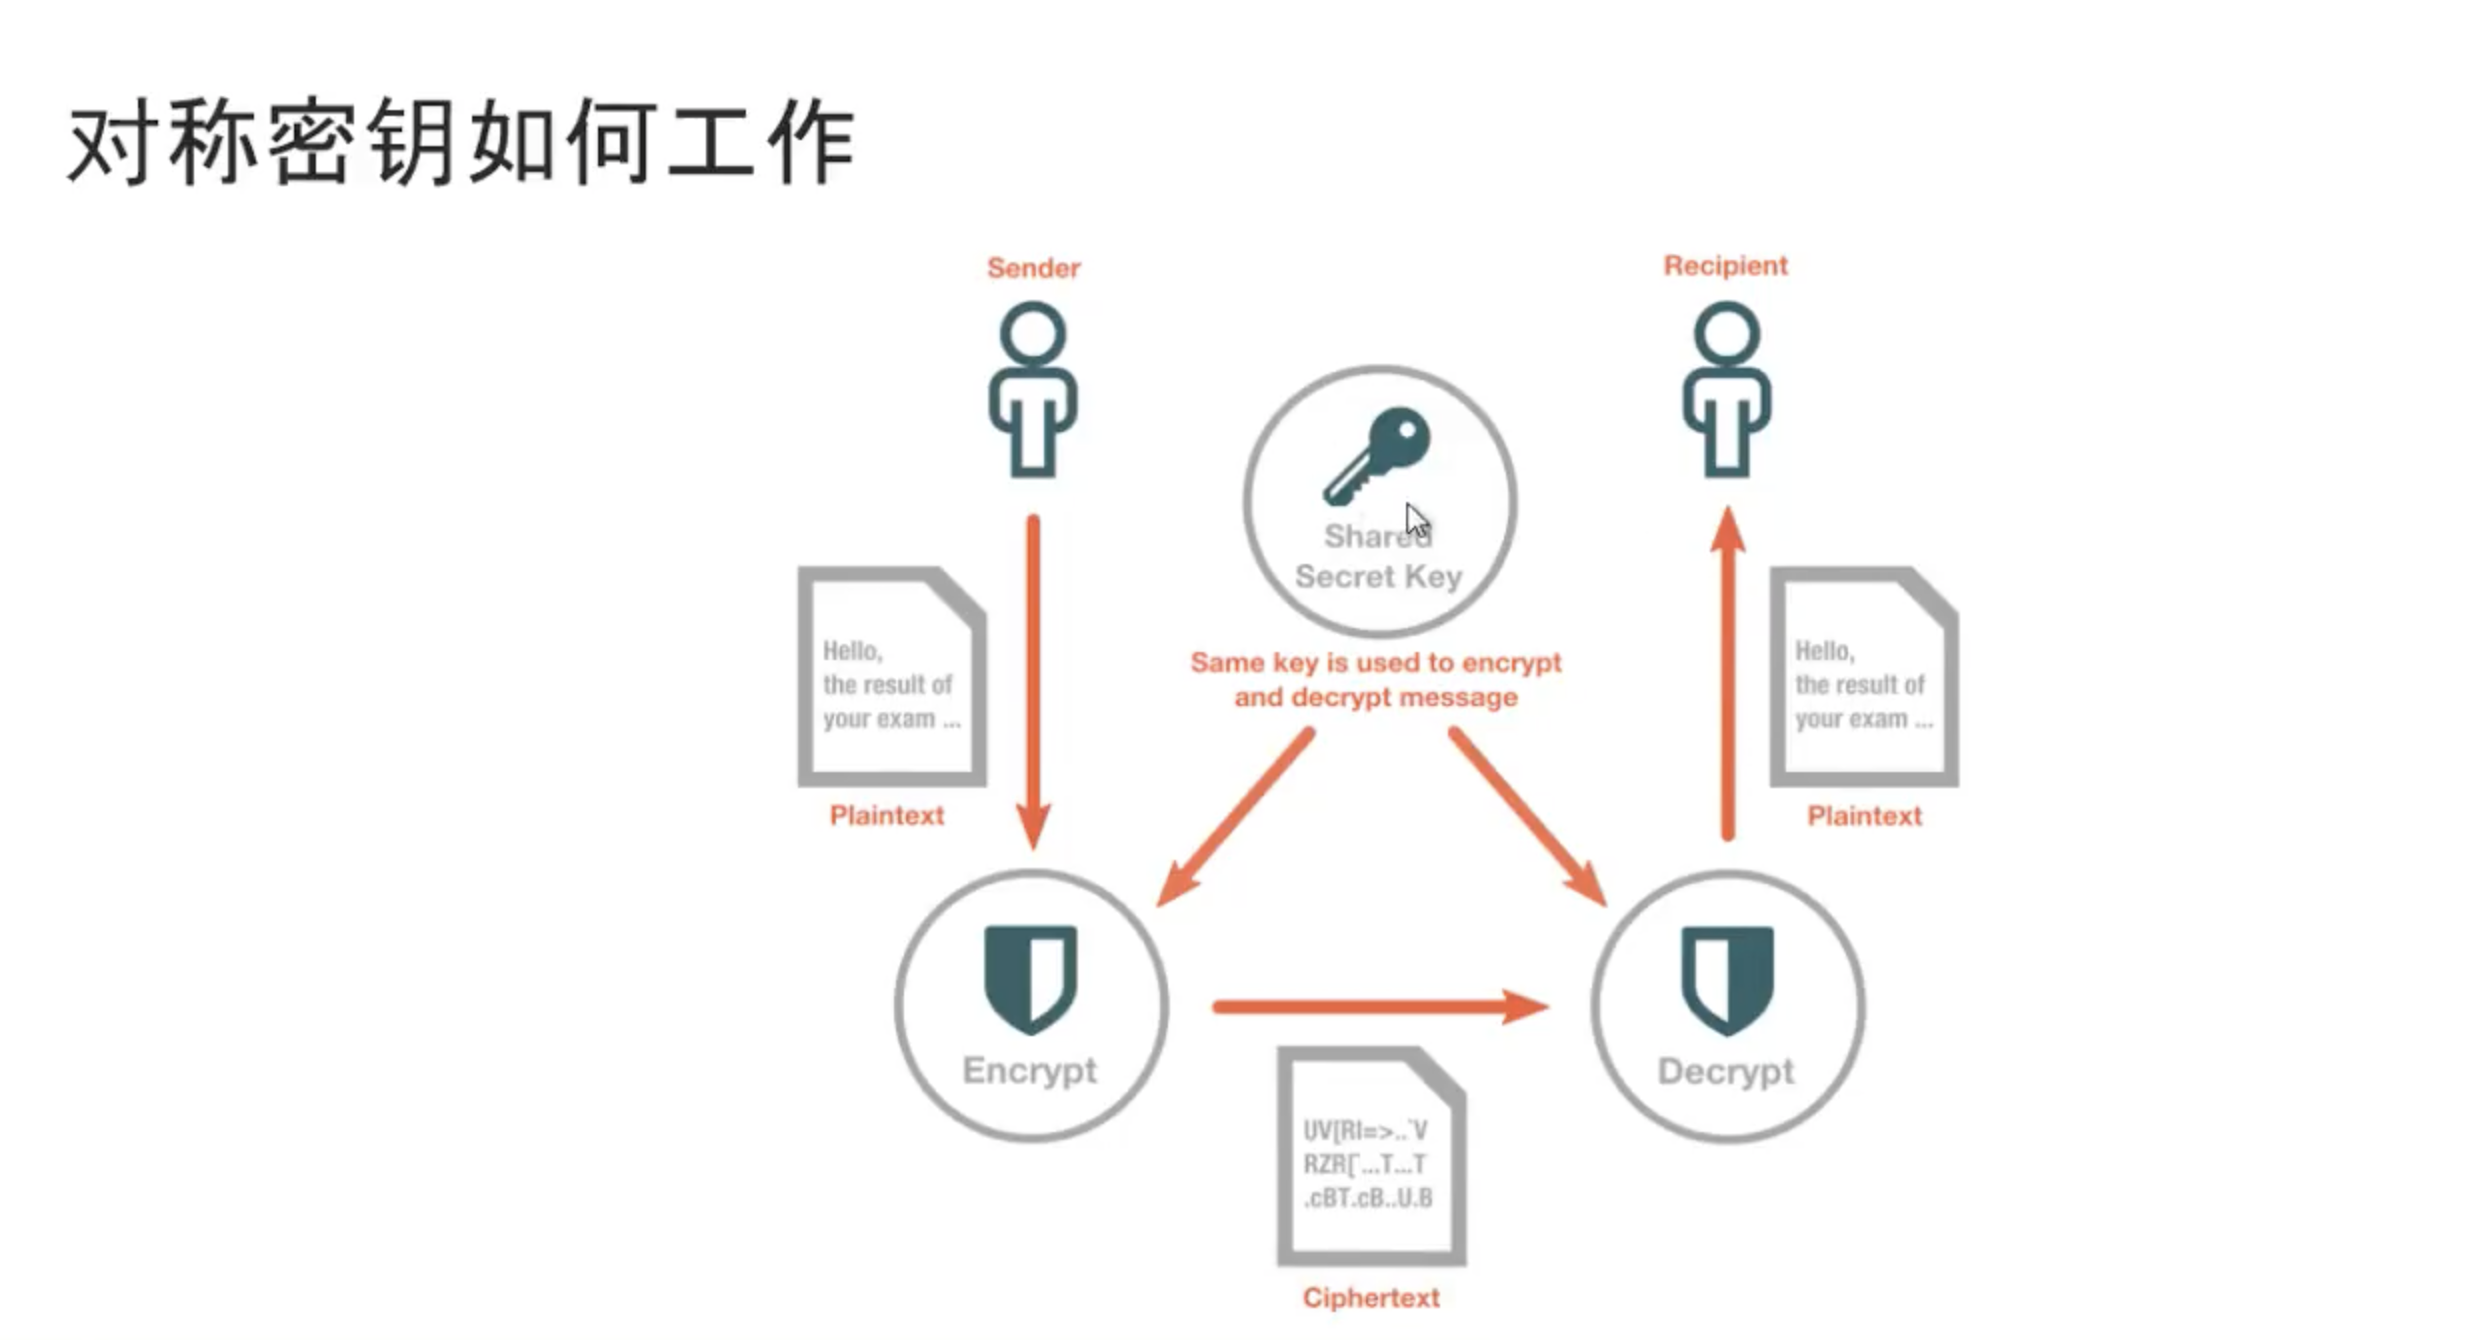 对称密钥如何工作
Sender
Recipient
Shared
Secret Key
Hello,
the result of
your exam ...
Plaintext
Same key is used to encrypt
and decrypt message
Hello,
the result of
your exam ...
Plaintext
Encrypt
Decrypt
UV[RI=>..`V
RZR[¨...T...T
.cBT.cB..U.B
Ciphertext